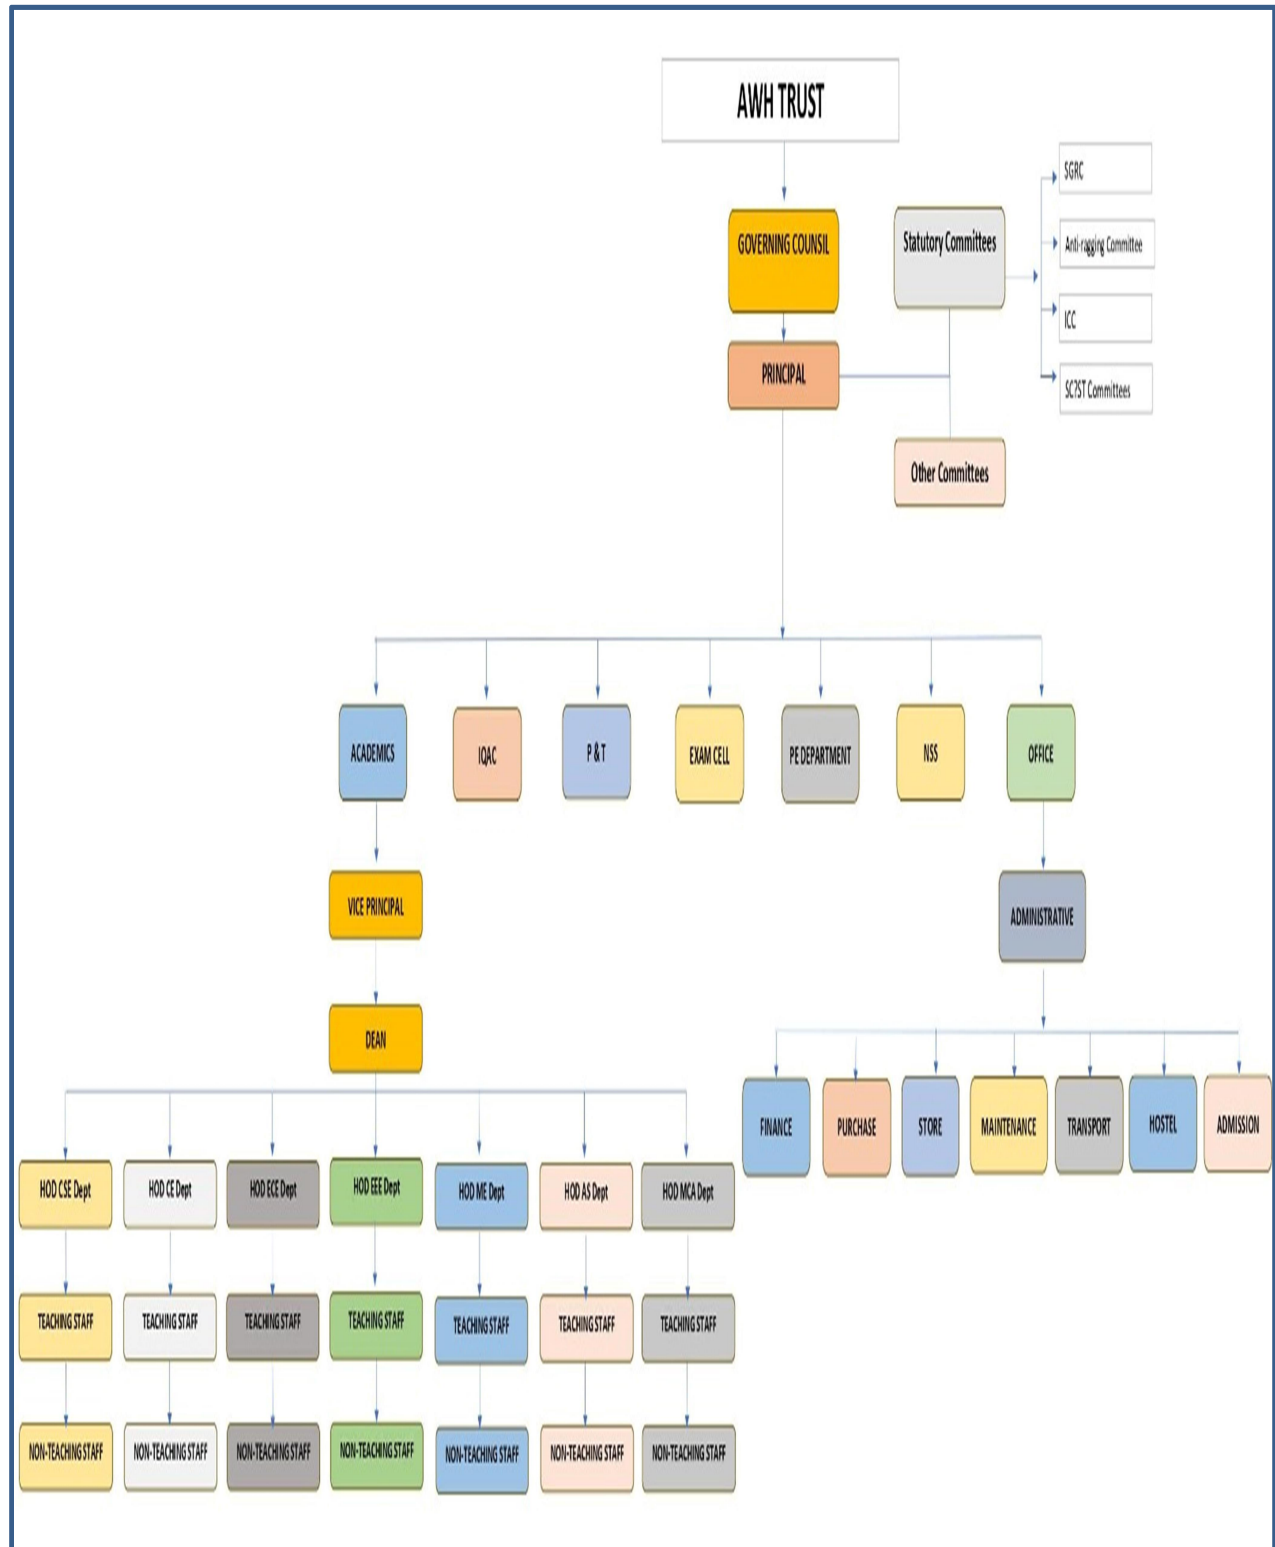 AWH TRUST
SGRC
GOVERNING COUNSIL
Statutory Committees
Anti-ragging Committee
ICC
PRINCIPAL
SC?ST Committees
Other Committees
ACADEMICS
IQAC
P & T
EXAM CELL
PE DEPARTMENT
NSS
OFFICE
VICE PRINCIPAL
ADMINISTRATIVE
DEAN
FINANCE
PURCHASE
STORE
MAINTENANCE
TRANSPORT
HOSTEL
ADMISSION
HOD CSE Dept
HOD CE Dept
HOD ECE Dept
HOD EEE Dept
HOD ME Dept
HOD AS Dept
HOD MCA Dept
TEACHING STAFF
TEACHING STAFF
TEACHING STAFF
TEACHING STAFF
TEACHING STAFF
TEACHING STAFF
TEACHING STAFF
NON-TEACHING STAFF
NON-TEACHING STAFF
NON-TEACHING STAFF
NON-TEACHING STAFF
NON-TEACHING STAFF
NON-TEACHING STAFF
NON-TEACHING STAFF